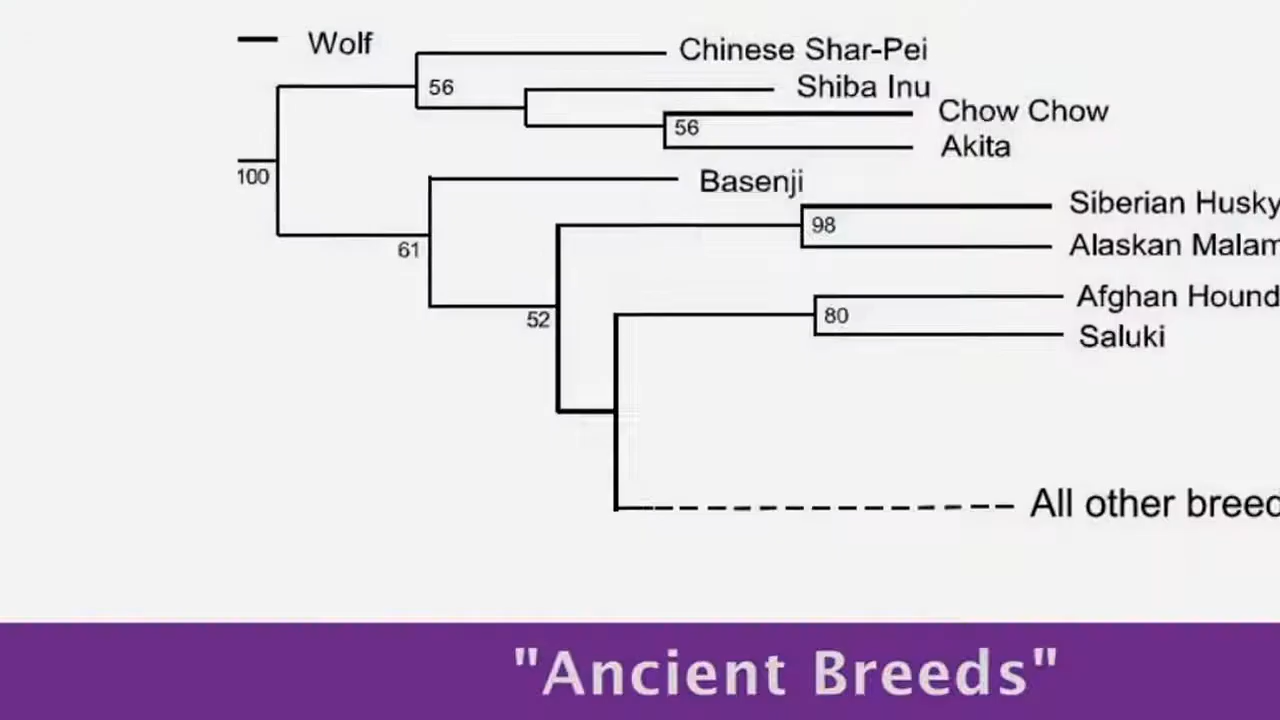 Wolf
Chinese Shar-Pei
56
Shiba Inu
Chow Chow
56
Akita
100
Basenji
Siberian Husky
98
61
Alaskan Malam
Afghan Hound
80
52
Saluki
All other breed
"Ancient Breeds"